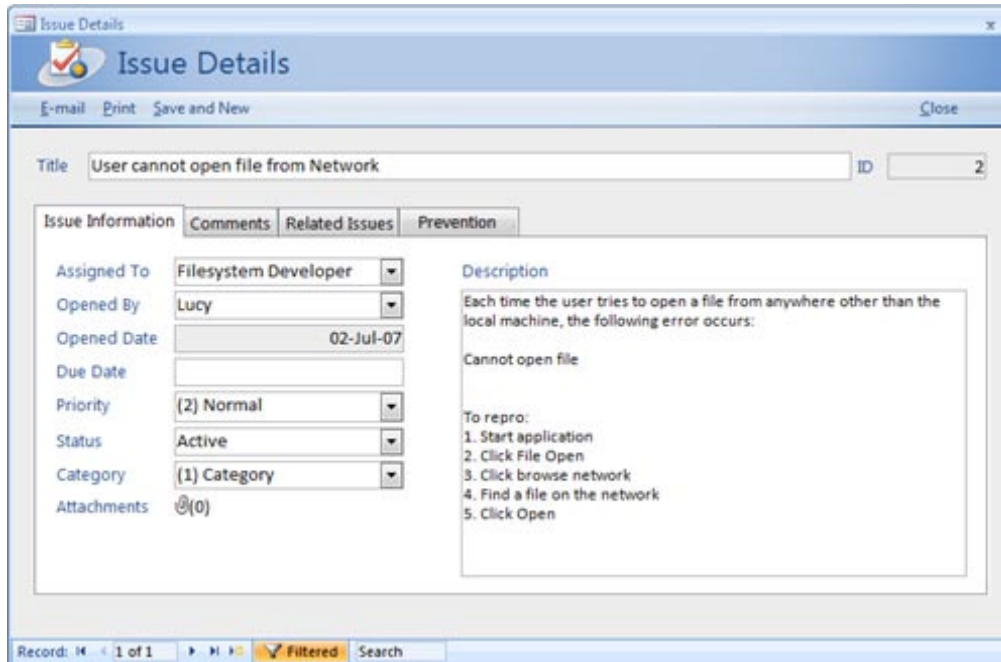 Issue Details
Issue Details
E-mail Print Save and New Close
Title User cannot open file from Network ID 2
Issue Information Comments Related Issues Prevention
Assigned To Filesystem Developer
Opened By Lucy
Opened Date 02-Jul-07
Due Date
Priority (2) Normal
Status Active
Category (1) Category
Attachments (0)
Description
Each time the user tries to open a file from anywhere other than the
local machine, the following error occurs:
Cannot open file
To repro:
1. Start application
2. Click File Open
3. Click browse network
4. Find a file on the network
5. Click Open
Record: 1 of 1 Filtered Search